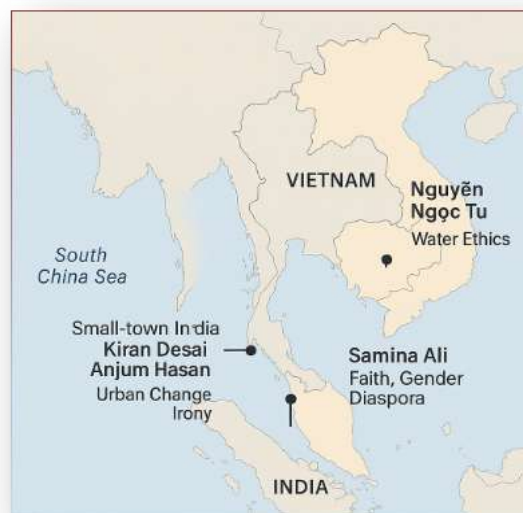 VIETNAM
Nguyễn
Ngọc Tu
Water Ethics
South
China Sea
Small-town India
Kiran Desai
Anjum Hasan
Urban Change
Irony
Samina Ali
Faith, Gender
Diaspora
INDIA